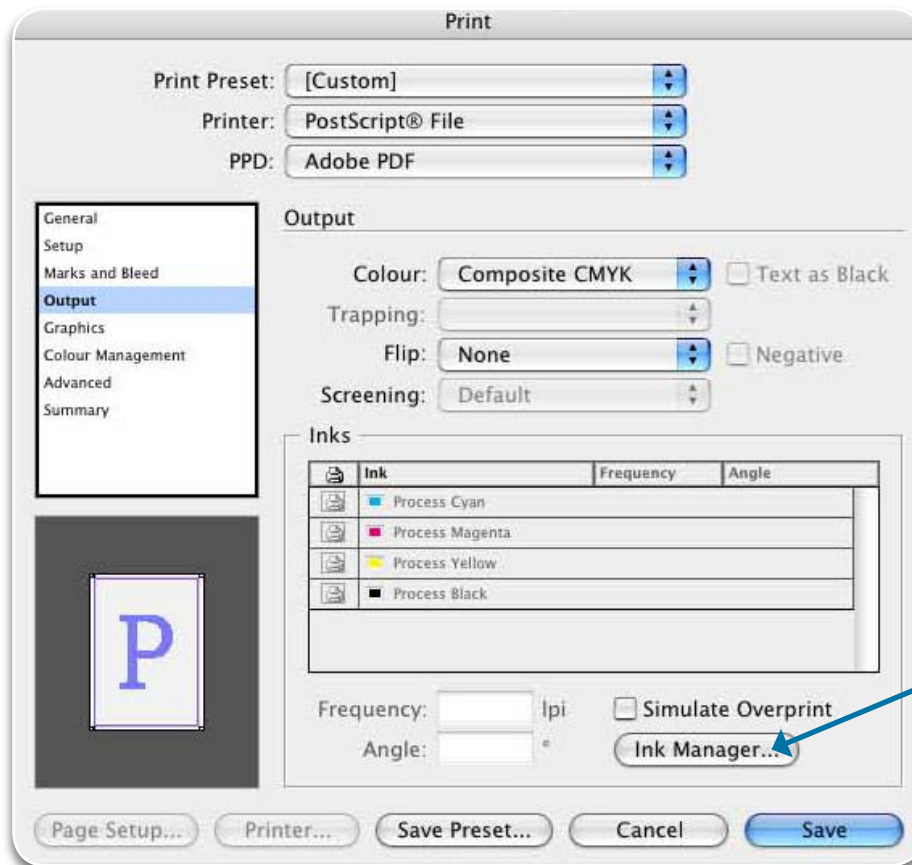 Print
Print Preset: [Custom]
Printer: PostScript® File
PPD: Adobe PDF
General
Setup
Marks and Bleed
Output
Graphics
Colour Management
Advanced
Summary
Output
Colour: Composite CMYK Text as Black
Trapping:
Flip: None Negative
Screening: Default
Inks
Ink Frequency Angle
Process Cyan
Process Magenta
Process Yellow
Process Black
P
Frequency: lpi Simulate Overprint
Angle: ° Ink Manager...
Page Setup... Printer... Save Preset... Cancel Save